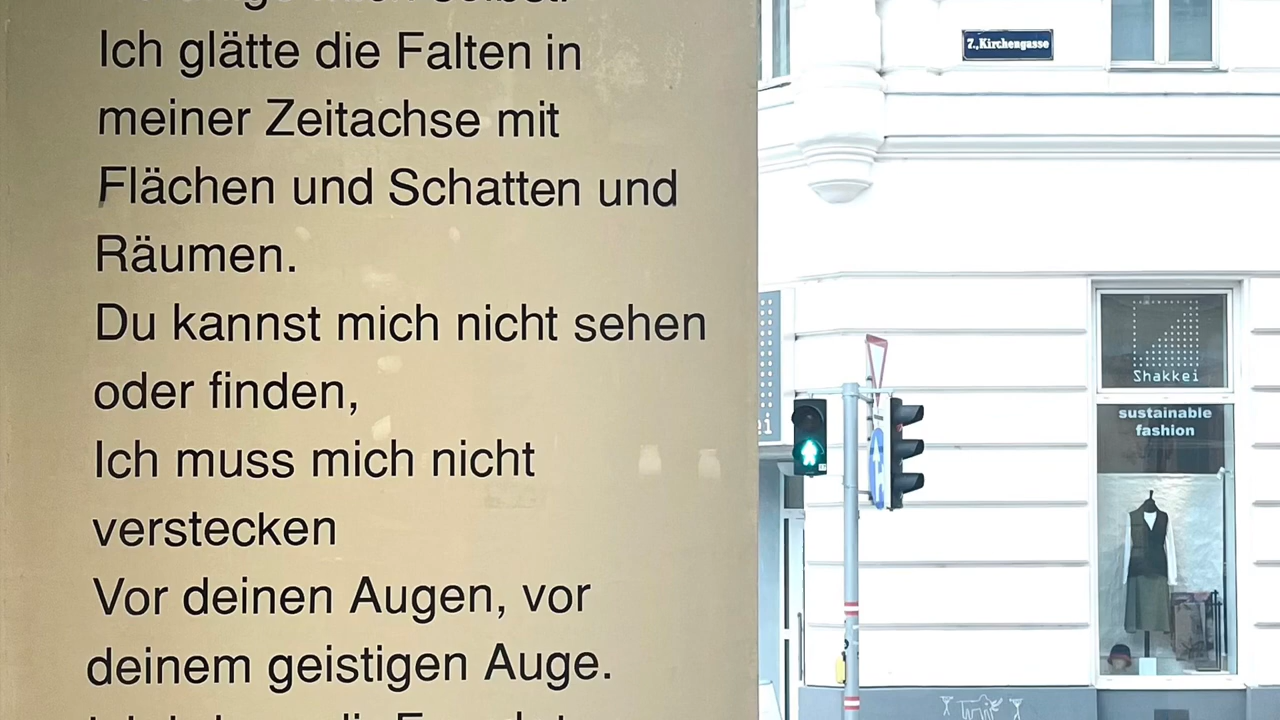 Ich glätte die Falten in
meiner Zeitachse mit
Flächen und Schatten und
Räumen.
Du kannst mich nicht sehen
oder finden,
Ich muss mich nicht
verstecken
Vor deinen Augen, vor
deinem geistigen Auge.
7., Kirchengasse
Shakkei
sustainable
fashion